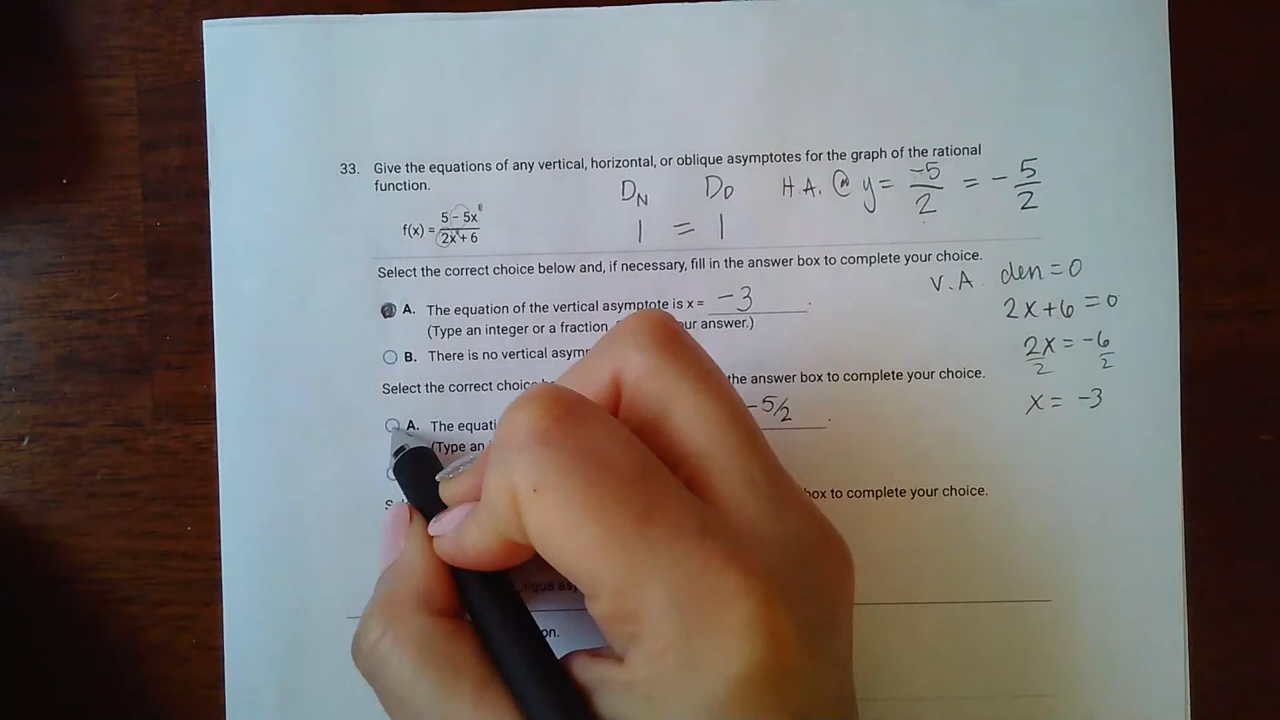 33. Give the equations of any vertical, horizontal, or oblique asymptotes for the graph of the rational
function.
D_N D_D H.A. @ y = -5/2 = -5/2
f(x) = (5 - 5x^1)/(2x^1 + 6)
1 = 1
Select the correct choice below and, if necessary, fill in the answer box to complete your choice.
V.A. den = 0
A. The equation of the vertical asymptote is x = -3.
2x+6 = 0
(Type an integer or a fraction our answer.)
2x/2 = -6/2
B. There is no vertical asym
Select the correct the answer box to complete your choice.
x = -3
A. The -5/2.
(Type an
box to complete your choice.
on.